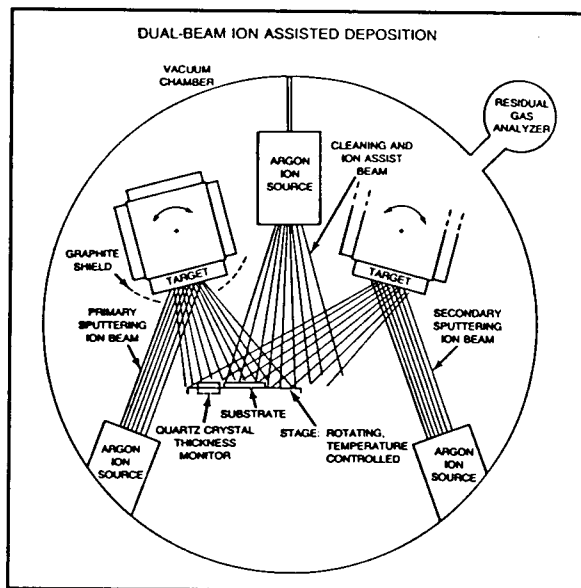 DUAL-BEAM ION ASSISTED DEPOSITION
VACUUM
CHAMBER
RESIDUAL
GAS
ANALYZER
CLEANING AND
ION ASSIST
BEAM
ARGON
ION
SOURCE
GRAPHITE
SHIELD
TARGET
TARGET
PRIMARY
SPUTTERING
ION BEAM
SECONDARY
SPUTTERING
ION BEAM
SUBSTRATE
QUARTZ CRYSTAL
THICKNESS
MONITOR
STAGE: ROTATING,
TEMPERATURE
CONTROLLED
ARGON
ION
SOURCE
ARGON
ION
SOURCE